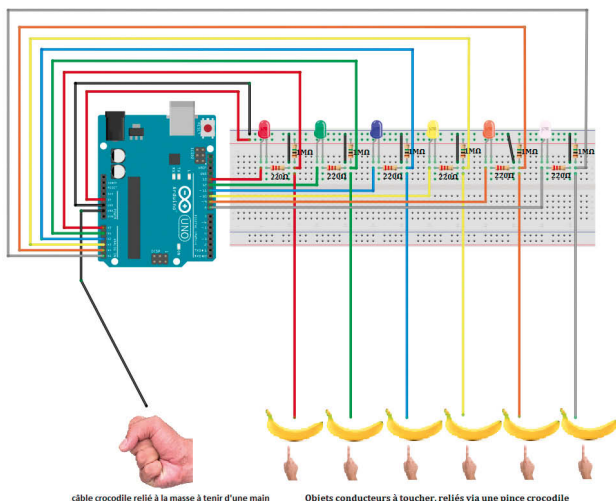 1MΩ 1MΩ 1MΩ 1MΩ 1MΩ 1MΩ
220Ω 220Ω 220Ω 220Ω 220Ω 220Ω
UNO
câble crocodile relié à la masse à tenir d'une main
Objets conducteurs à toucher, reliés via une pince crocodile